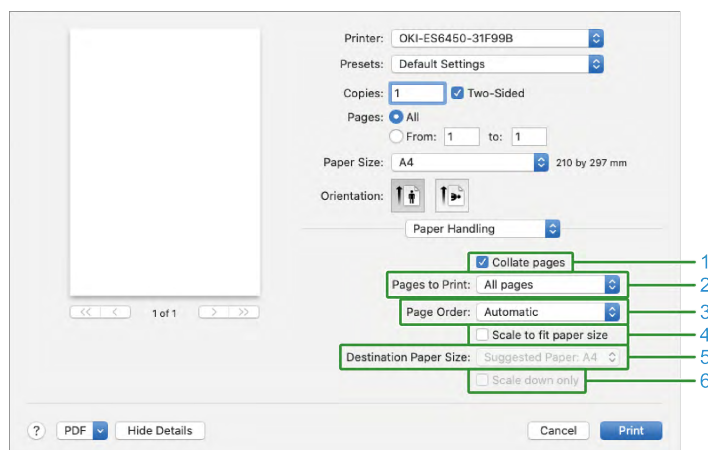 Printer: OKI-ES6450-31F99B
Presets: Default Settings
Copies: 1 Two-Sided
Pages: All
From: 1 to: 1
Paper Size: A4 210 by 297 mm
Orientation:
Paper Handling
Collate pages 1
Pages to Print: All pages 2
<< < 1 of 1 > >>
Page Order: Automatic 3
Scale to fit paper size 4
Destination Paper Size: Suggested Paper: A4 5
Scale down only 6
? PDF Hide Details Cancel Print